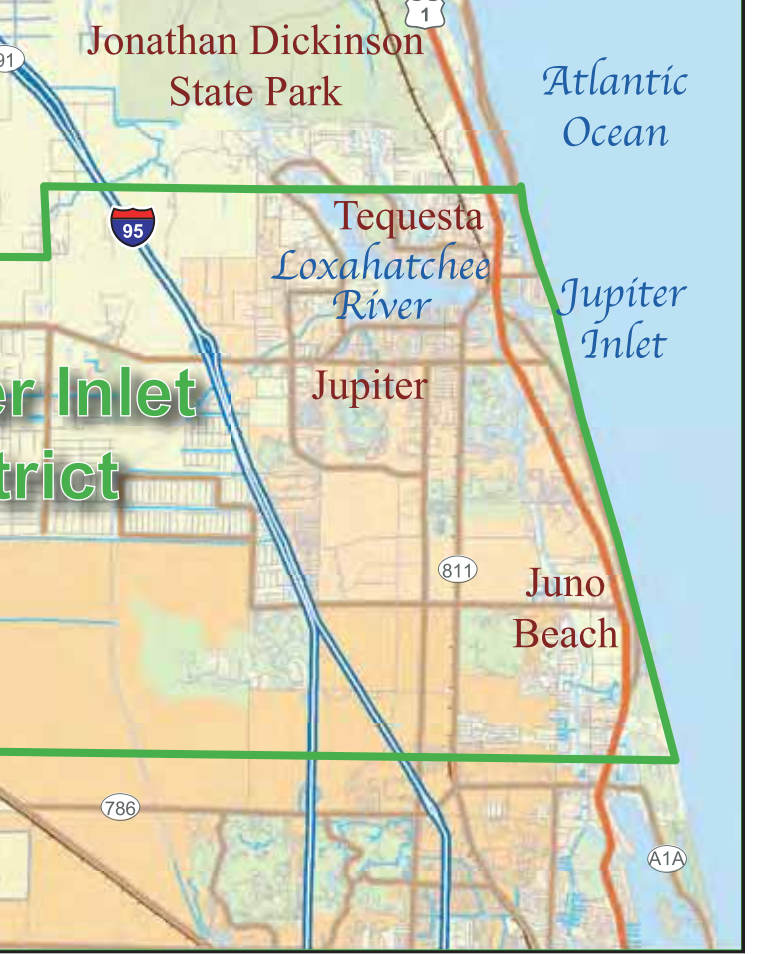 1
Jonathan Dickinson
State Park
91
Atlantic
Ocean
95
Tequesta
Loxahatchee
River
Jupiter
Inlet
er Inlet
Jupiter
trict
811
Juno
Beach
786
A1A